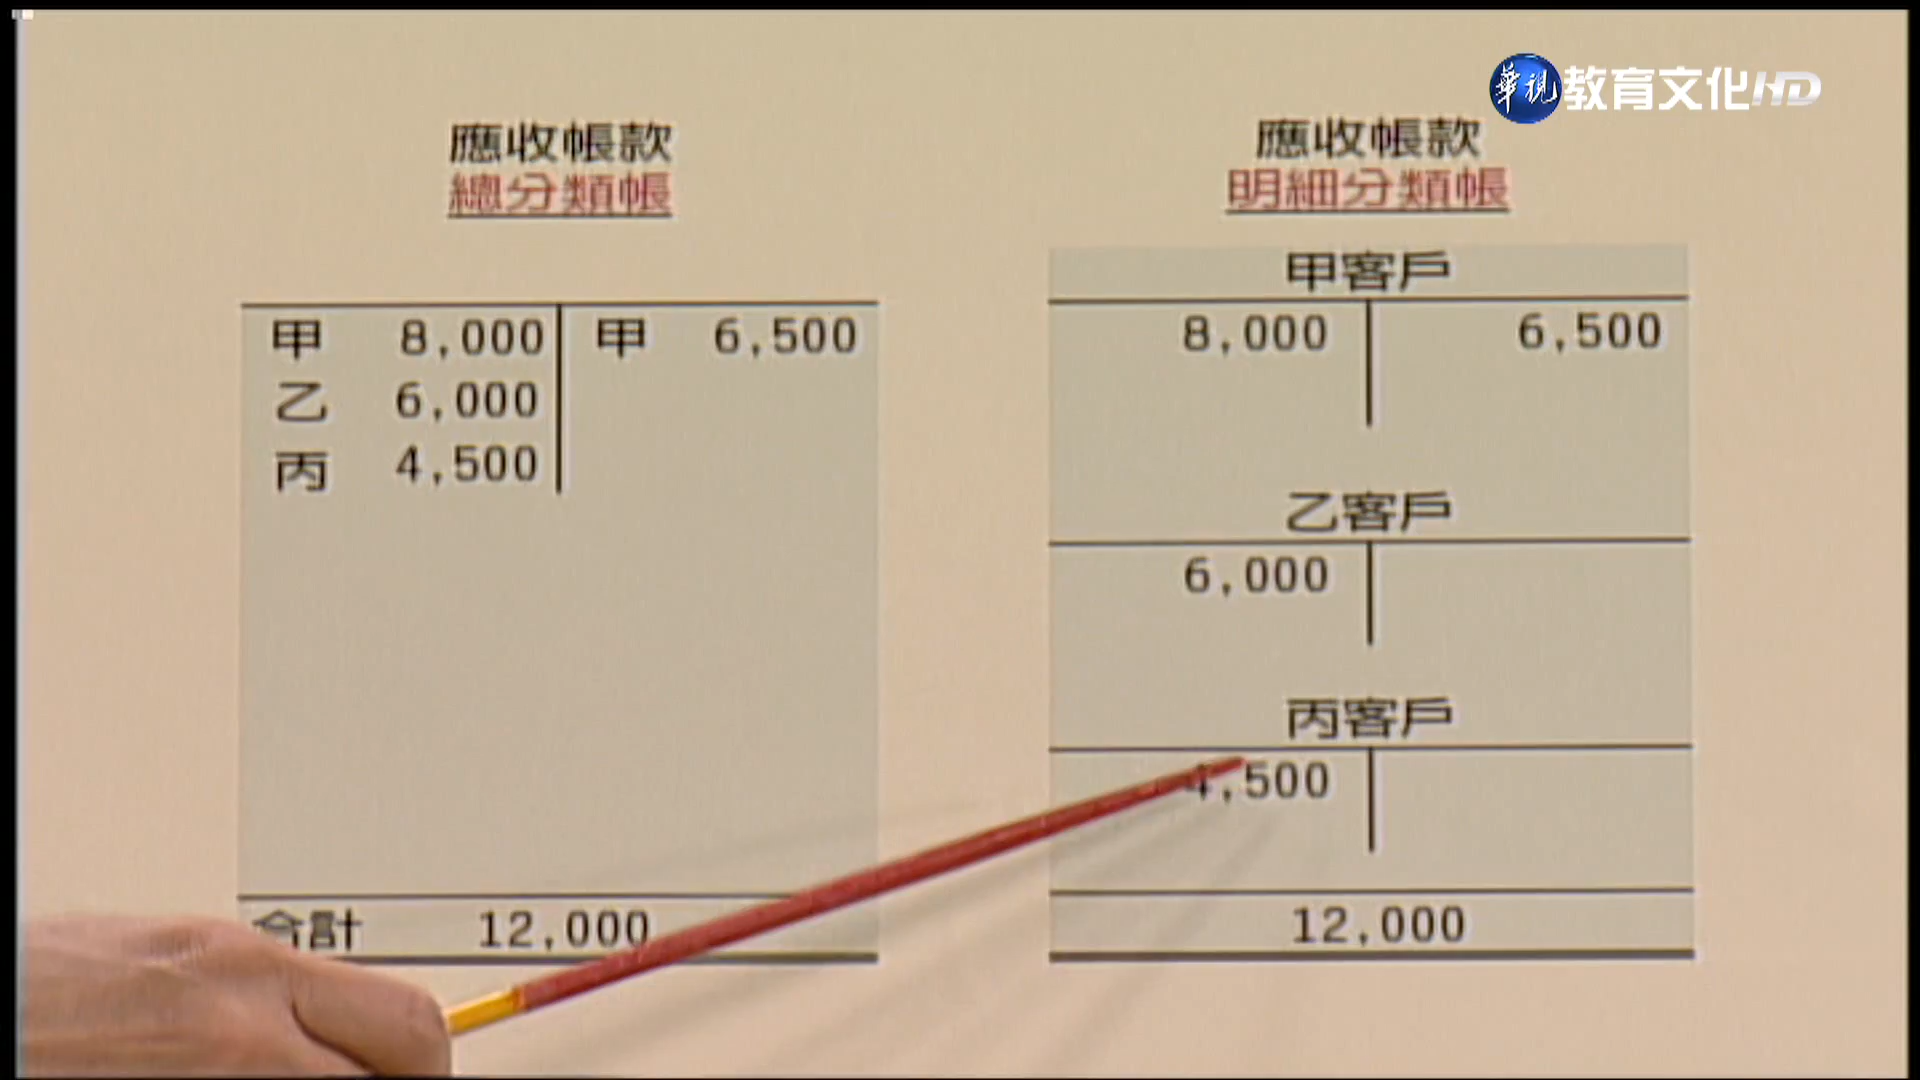 華視 教育文化HD
應收帳款
總分類帳
甲 8,000 甲 6,500
乙 6,000
丙 4,500
合計 12,000
應收帳款
明細分類帳
甲客戶
8,000 6,500
乙客戶
6,000
丙客戶
4,500
12,000